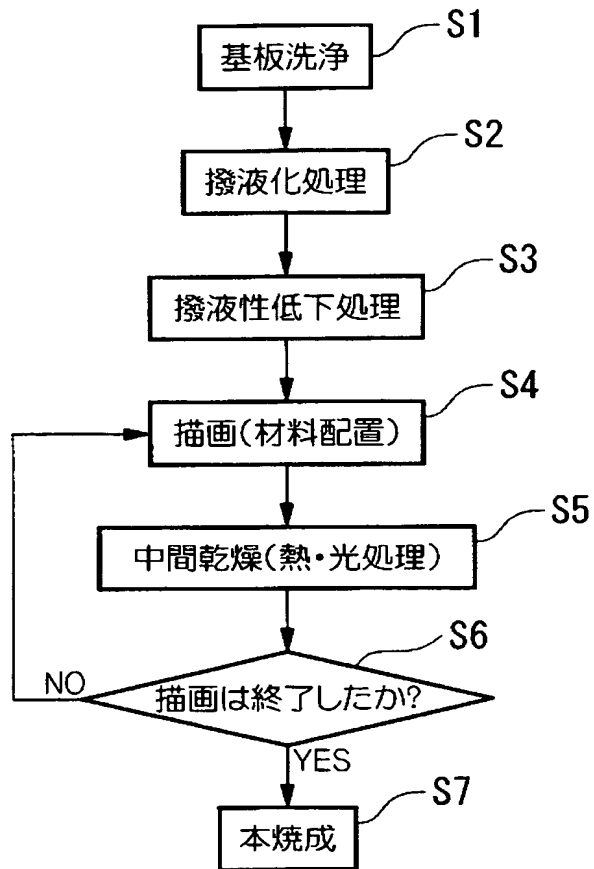 S1
基板洗浄
S2
撥液化処理
S3
撥液性低下処理
S4
描画(材料配置)
S5
中間乾燥(熱・光処理)
S6
NO
描画は終了したか?
YES
S7
本焼成